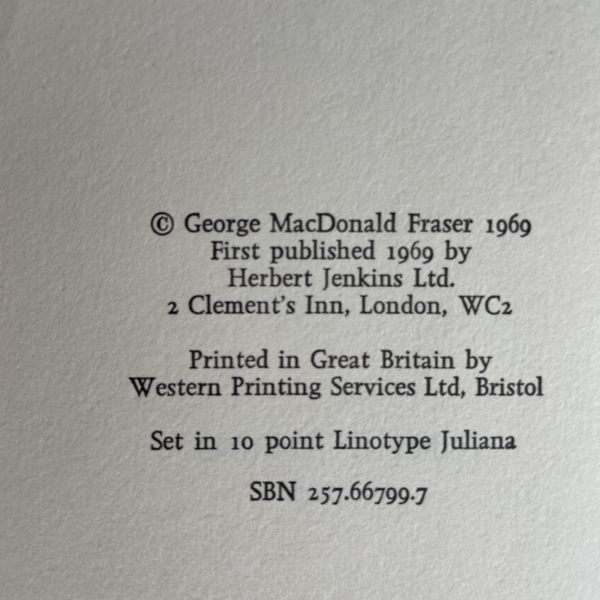 © George MacDonald Fraser 1969
First published 1969 by
Herbert Jenkins Ltd.
2 Clement's Inn, London, WC2
Printed in Great Britain by
Western Printing Services Ltd, Bristol
Set in 10 point Linotype Juliana
SBN 257.66799.7